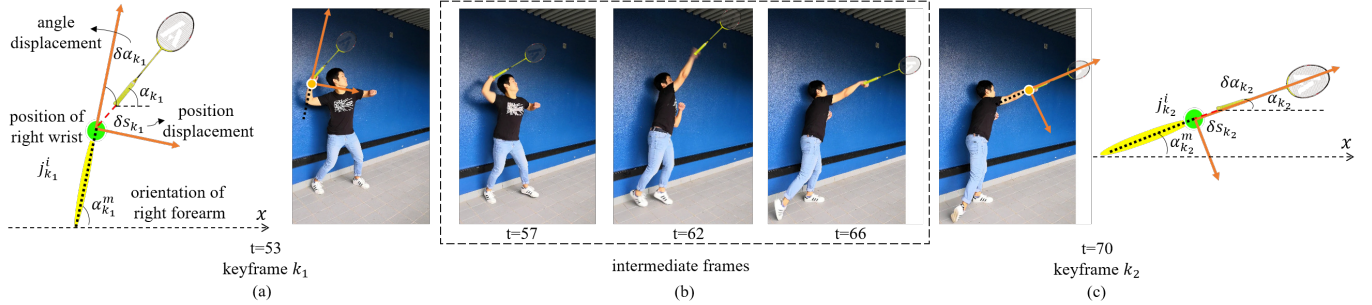 angle
displacement
δα_{k_1}
α_{k_1}
position of
right wrist
δs_{k_1}
position
displacement
j^i_{k_1}
α^m_{k_1}
orientation of
right forearm
x
t=53
keyframe k_1
(a)
t=57
t=62
t=66
intermediate frames
(b)
δα_{k_2}
α_{k_2}
j^i_{k_2}
δs_{k_2}
α^m_{k_2}
x
t=70
keyframe k_2
(c)